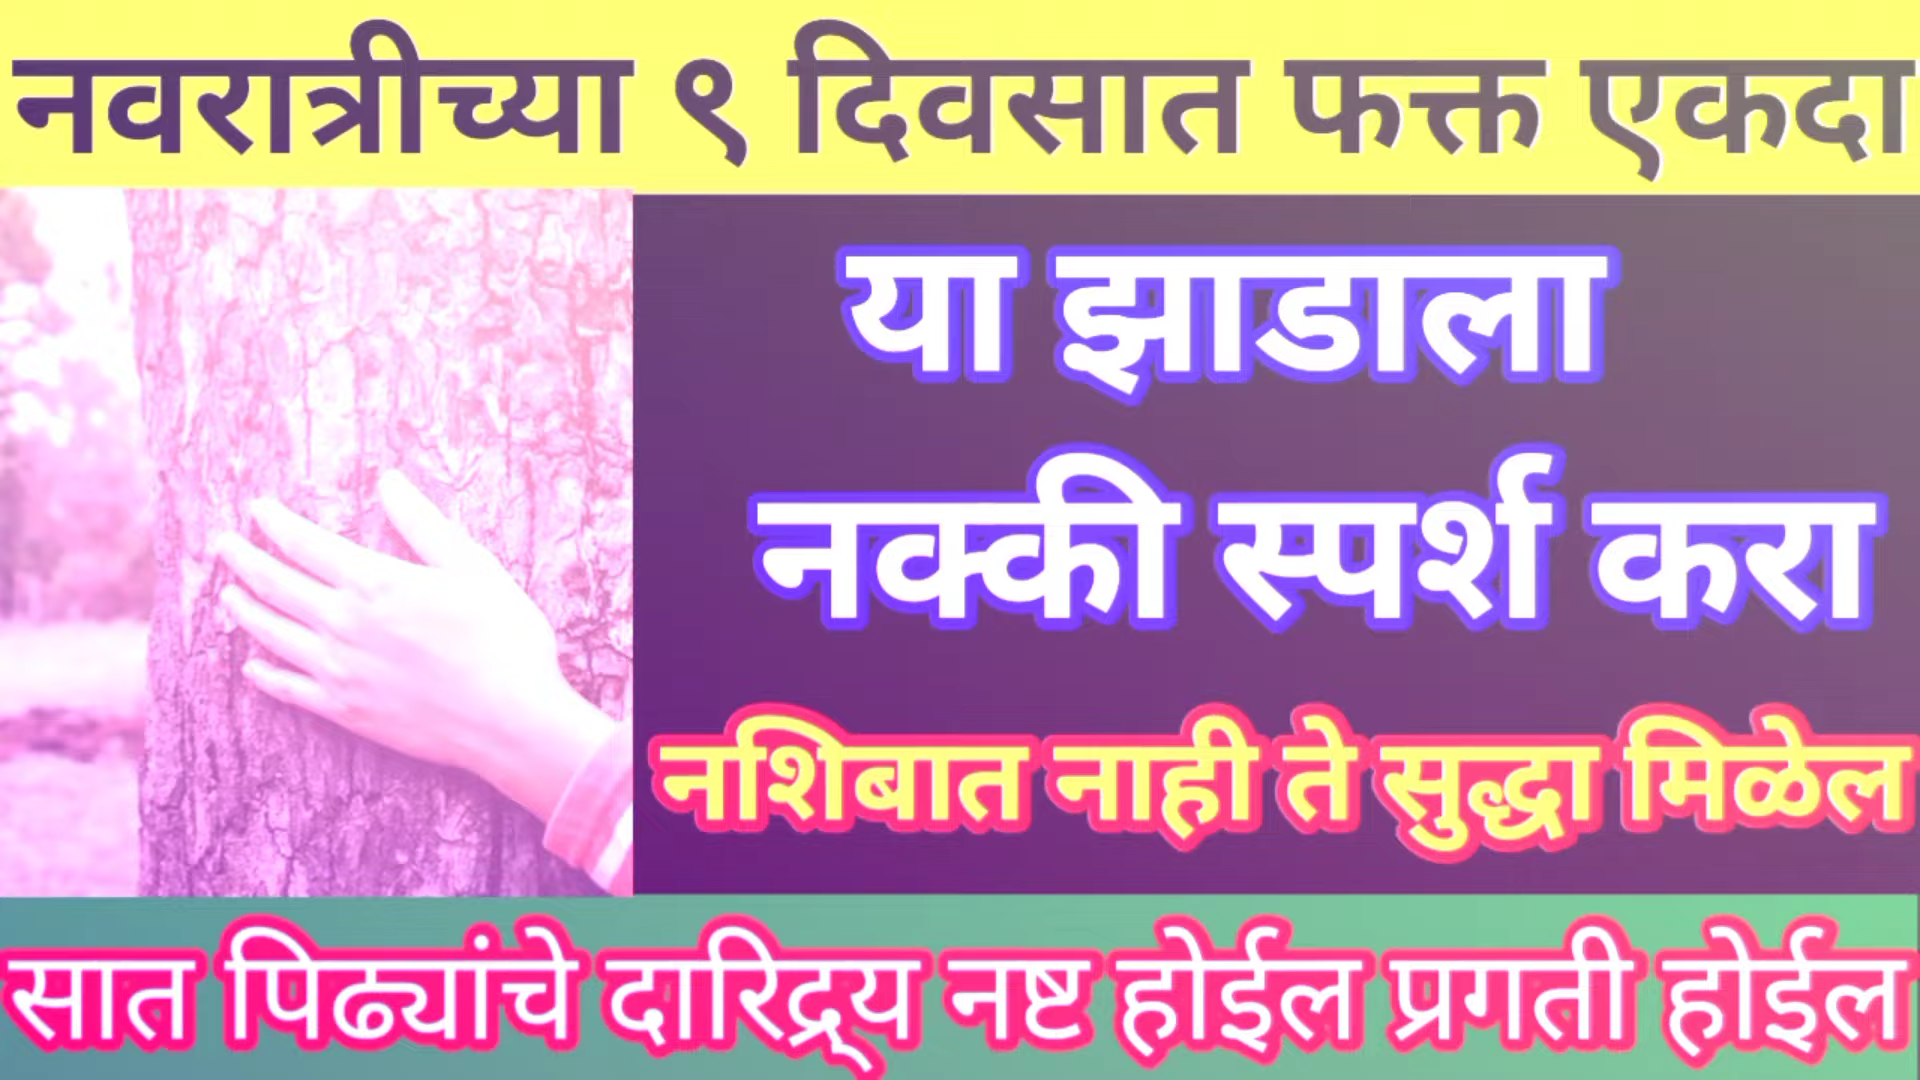 नवरात्रीच्या ९ दिवसात फक्त एकदा
या झाडाला
नक्की स्पर्श करा
नशिबात नाही ते सुद्धा मिळेल
सात पिढ्यांचे दारिद्र्य नष्ट होईल प्रगती होईल